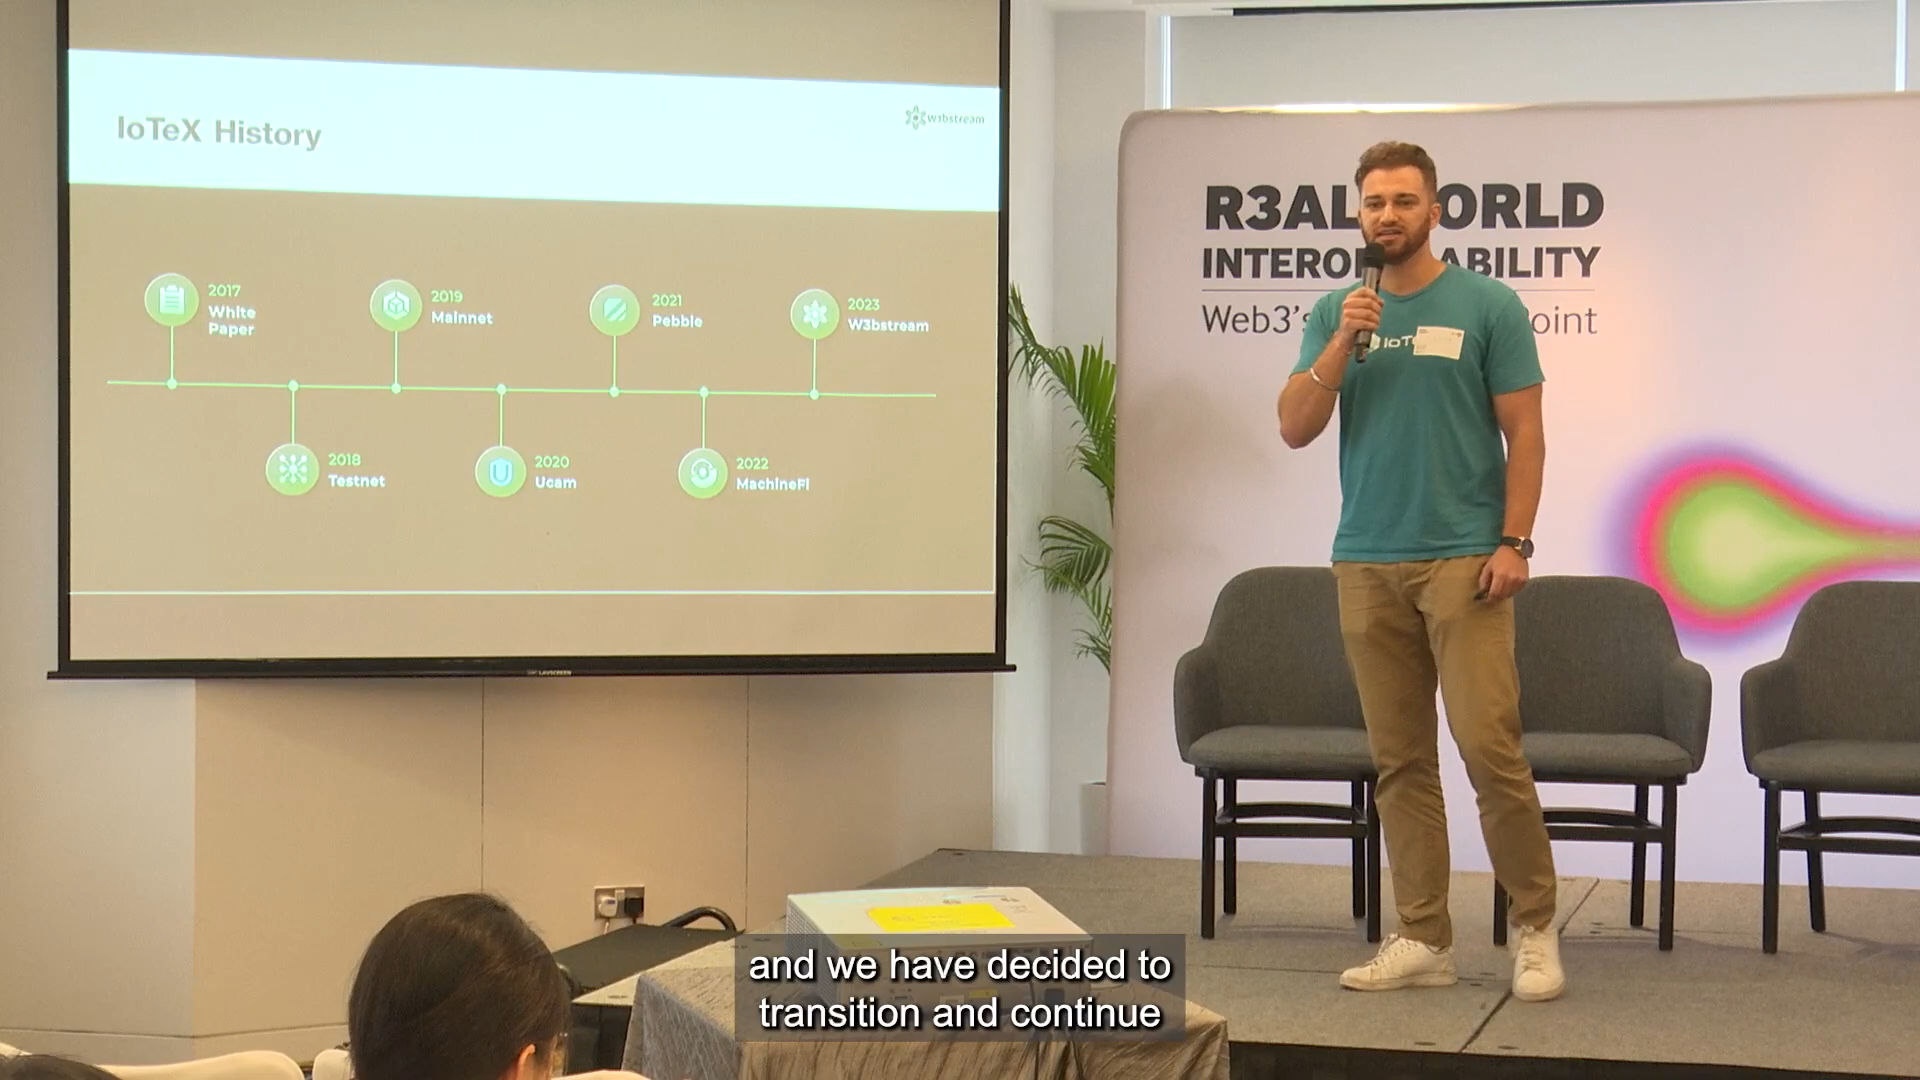 IoTeX History
W3bstream
2017
White
Paper
2019
Mainnet
2021
Pebble
2023
W3bstream
2018
Testnet
2020
Ucam
2022
MachineFi
R3AL ORLD
INTERO ABILITY
Web3's oint
IoTe
and we have decided to
transition and continue